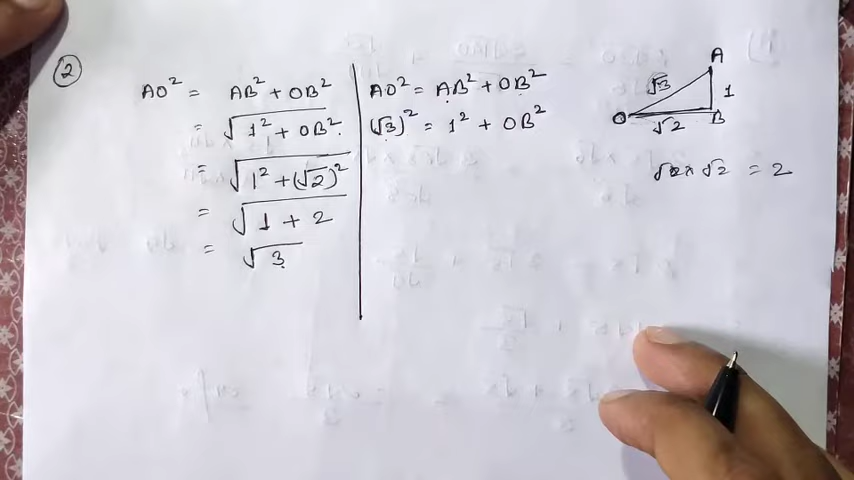 2
AO² = AB² + OB²
= √1² + OB²
= √1² + (√2)²
= √1 + 2
= √3
AO² = AB² + OB²
(√3)² = 1² + OB²
A
√3
1
O
B
√2
√2 × √2 = 2